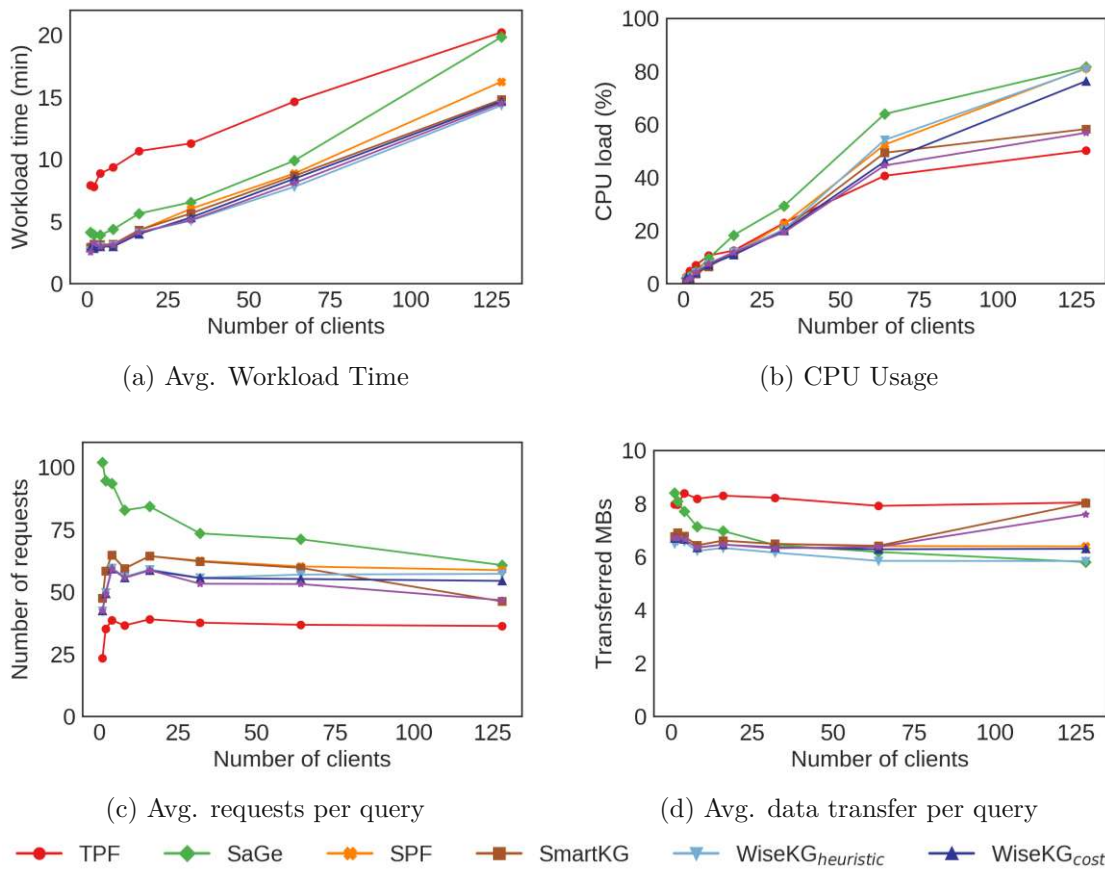 20
15
10
5
0
Workload time (min)
0 25 50 75 100 125
Number of clients
(a) Avg. Workload Time
100
80
60
40
20
0
CPU load (%)
0 25 50 75 100 125
Number of clients
(b) CPU Usage
100
75
50
25
0
Number of requests
0 25 50 75 100 125
Number of clients
(c) Avg. requests per query
10
8
6
4
2
0
Transferred MBs
0 25 50 75 100 125
Number of clients
(d) Avg. data transfer per query
TPF SaGe SPF SmartKG WiseKGheuristic WiseKGcost